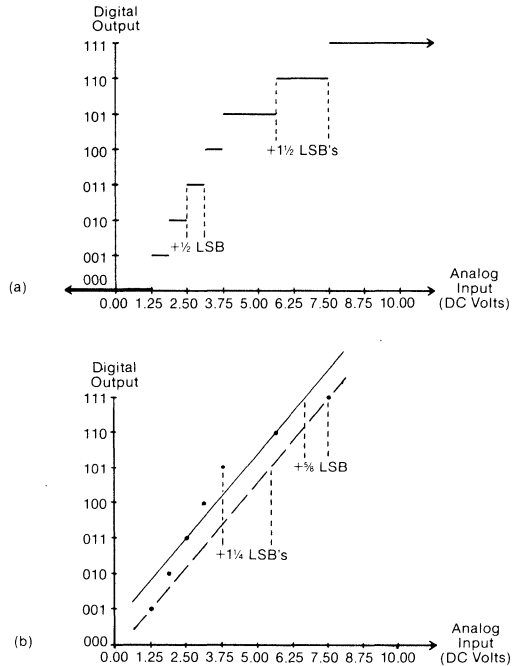 Digital
Output
111
110
101
100
011
010
001
000
+1½ LSB's
+½ LSB
(a)
0.00 1.25 2.50 3.75 5.00 6.25 7.50 8.75 10.00
Analog
Input
(DC Volts)
Digital
Output
111
110
101
100
011
010
001
000
+⅝ LSB
+1¼ LSB's
(b)
0.00 1.25 2.50 3.75 5.00 6.25 7.50 8.75 10.00
Analog
Input
(DC Volts)